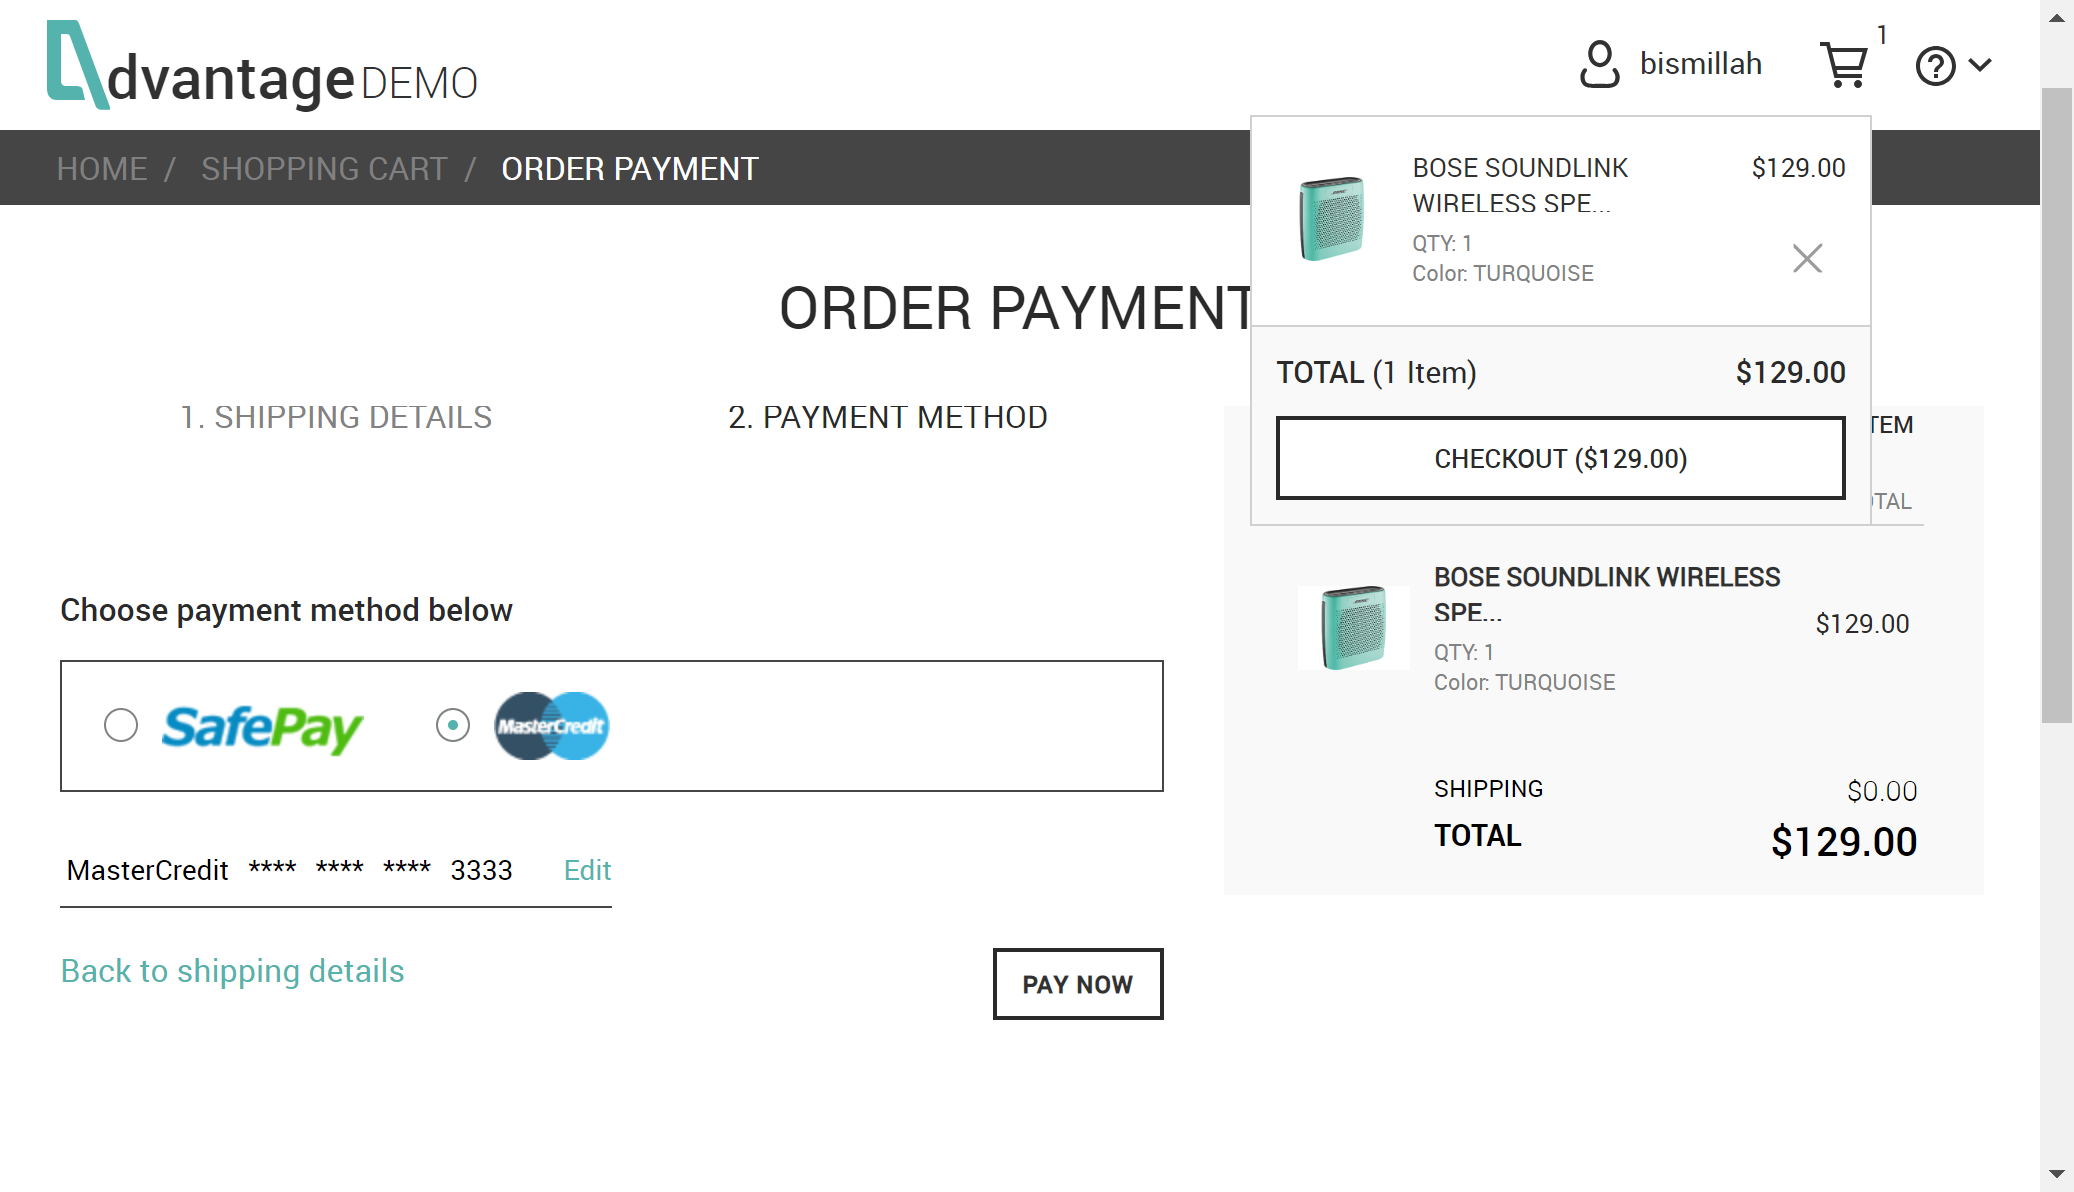 dvantage DEMO
bismillah
1
HOME / SHOPPING CART / ORDER PAYMENT
BOSE SOUNDLINK
WIRELESS SPE...
$129.00
QTY: 1
Color: TURQUOISE
TOTAL (1 Item) $129.00
CHECKOUT ($129.00)
ORDER PAYMENT
1. SHIPPING DETAILS
2. PAYMENT METHOD
Choose payment method below
SafePay
MasterCredit
MasterCredit **** **** **** 3333 Edit
Back to shipping details
PAY NOW
BOSE SOUNDLINK WIRELESS
SPE...
$129.00
QTY: 1
Color: TURQUOISE
SHIPPING $0.00
TOTAL $129.00